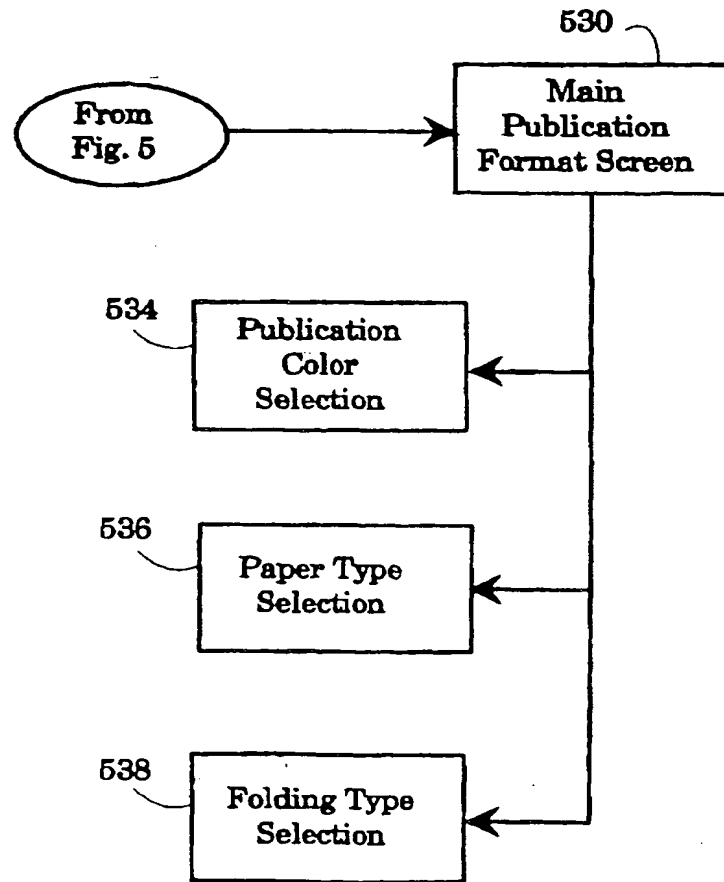 530
From
Fig. 5
Main
Publication
Format Screen
534
Publication
Color
Selection
536
Paper Type
Selection
538
Folding Type
Selection